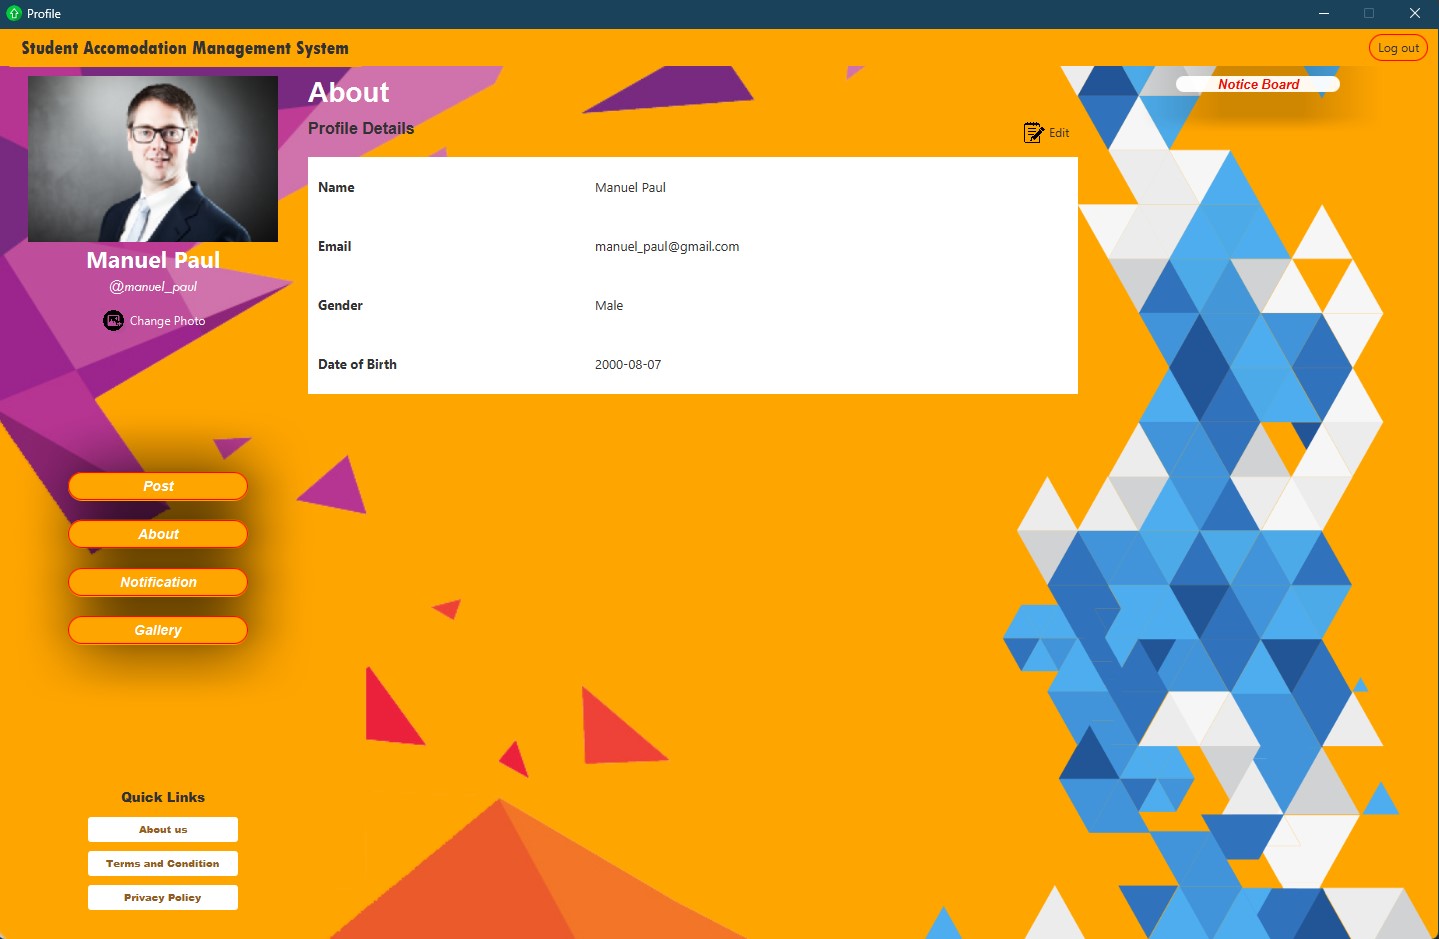 Profile
Student Accomodation Management System
Log out
Manuel Paul
@manuel_paul
Change Photo
Post
About
Notification
Gallery
Quick Links
About us
Terms and Condition
Privacy Policy
About
Profile Details
Edit
Name Manuel Paul
Email manuel_paul@gmail.com
Gender Male
Date of Birth 2000-08-07
Notice Board